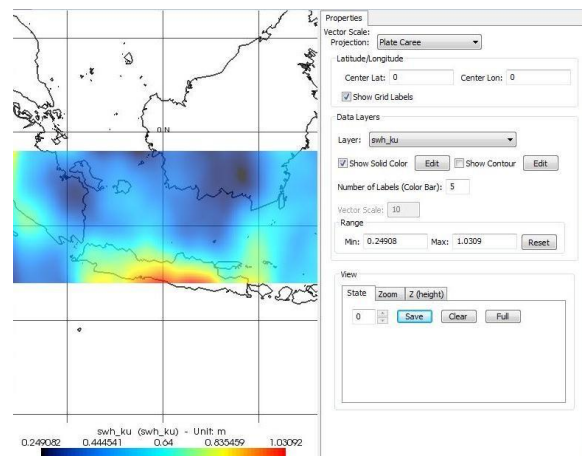 Properties
Vector Scale:
Projection: Plate Caree
Latitude/Longitude
Center Lat: 0 Center Lon: 0
Show Grid Labels
Data Layers
Layer: swh_ku
Show Solid Color Edit Show Contour Edit
Number of Labels (Color Bar): 5
Vector Scale: 10
Range
Min: 0.24908 Max: 1.0309 Reset
View
State Zoom Z (height)
0 Save Clear Full
0 N
swh_ku (swh_ku) - Unit: m
0.249082 0.444541 0.64 0.835459 1.03092